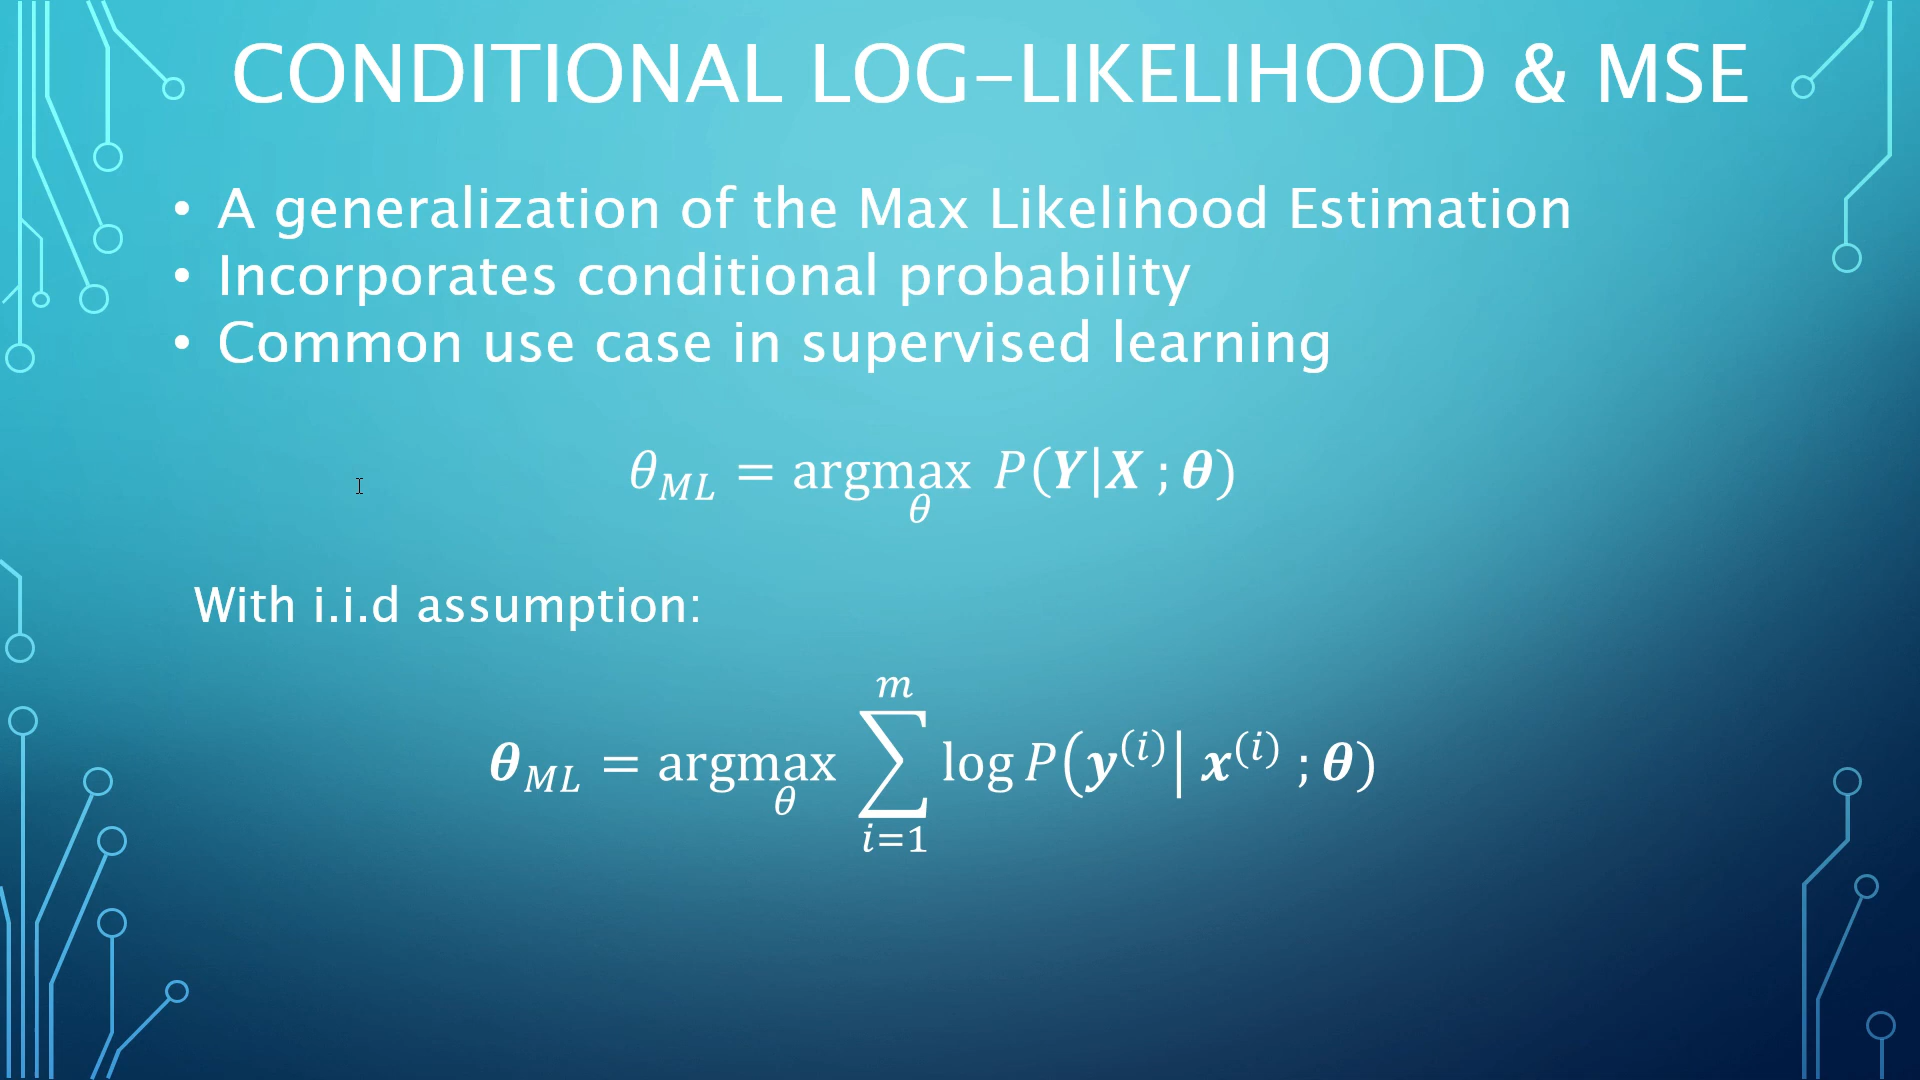 CONDITIONAL LOG-LIKELIHOOD & MSE
• A generalization of the Max Likelihood Estimation
• Incorporates conditional probability
• Common use case in supervised learning
θ_ML = argmax_θ P(Y|X ; θ)
With i.i.d assumption:
θ_ML = argmax_θ ∑_{i=1}^{m} log P(y^(i)| x^(i) ; θ)